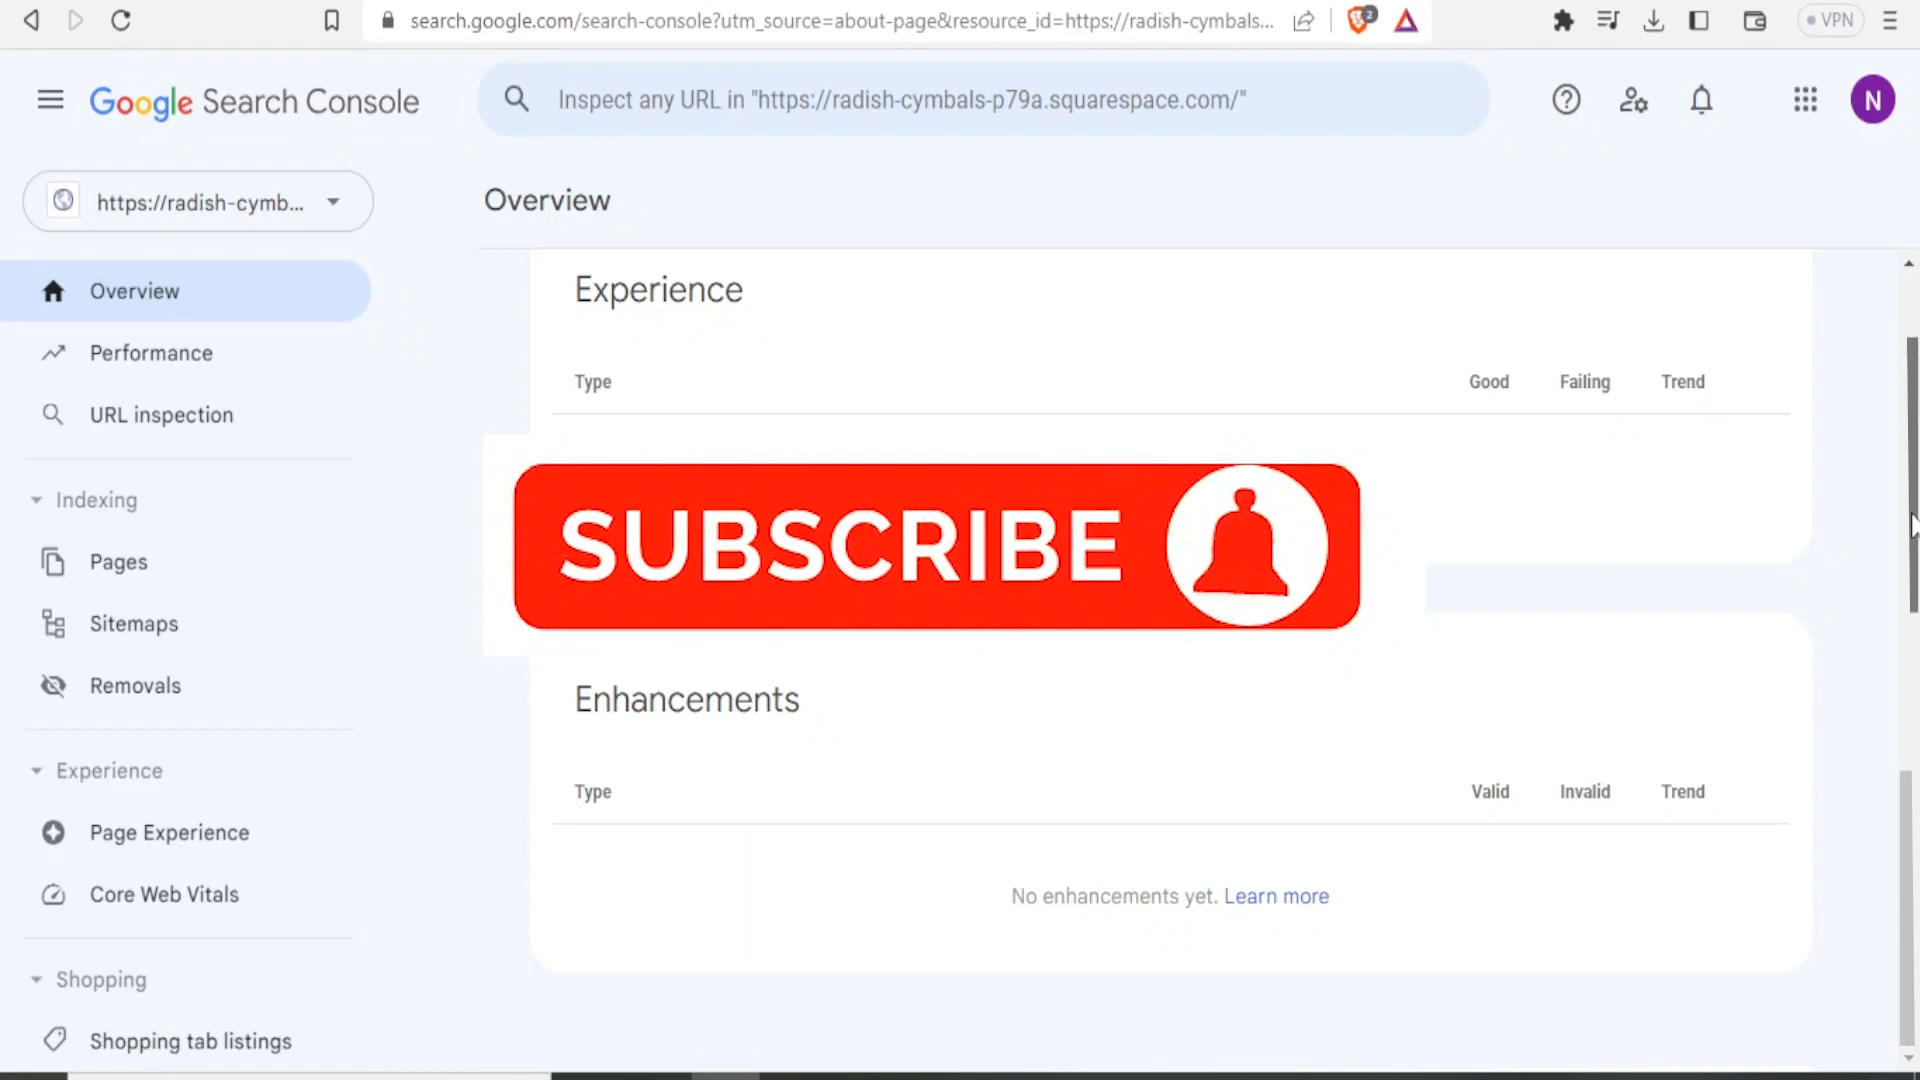 search.google.com/search-console?utm_source=about-page&resource_id=https://radish-cymbals...
2
VPN
Google Search Console
Inspect any URL in "https://radish-cymbals-p79a.squarespace.com/"
N
https://radish-cymb...
Overview
Overview
Performance
URL inspection
Indexing
Pages
Sitemaps
Removals
Experience
Page Experience
Core Web Vitals
Shopping
Shopping tab listings
Experience
Type Good Failing Trend
SUBSCRIBE
Enhancements
Type Valid Invalid Trend
No enhancements yet. Learn more